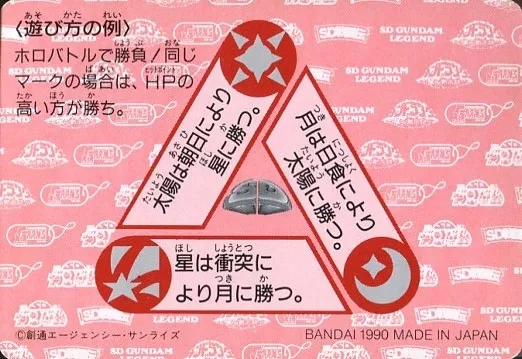 〈遊び方の例〉
ホロバトルで勝負!同じ
マークの場合は、HPの
高い方が勝ち。
太陽は朝日により
星に勝つ。
月は日食により
太陽に勝つ。
星は衝突に
より月に勝つ。
©創通エージェンシー・サンライズ
BANDAI 1990 MADE IN JAPAN
SD GUNDAM
LEGEND